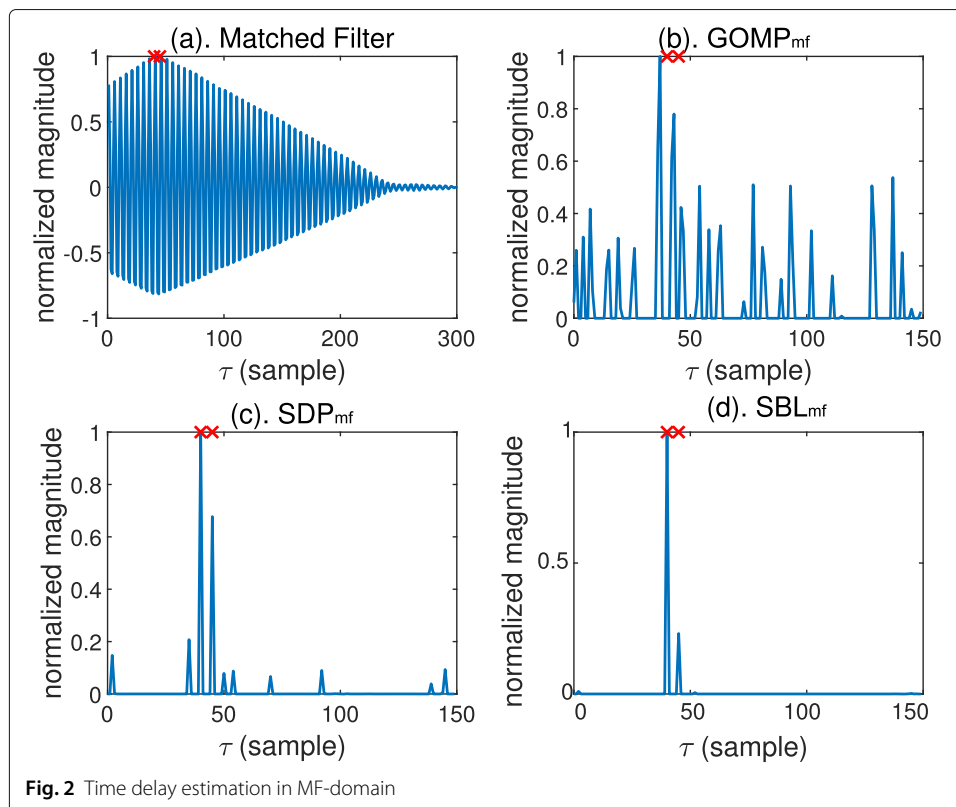 (a). Matched Filter
normalized magnitude
1
0.5
0
-0.5
-1
0 100 200 300
τ (sample)
(b). GOMPmf
normalized magnitude
1
0.8
0.6
0.4
0.2
0
0 50 100 150
τ (sample)
(c). SDPmf
normalized magnitude
1
0.8
0.6
0.4
0.2
0
0 50 100 150
τ (sample)
(d). SBLmf
normalized magnitude
1
0.5
0
0 50 100 150
τ (sample)
Fig. 2 Time delay estimation in MF-domain